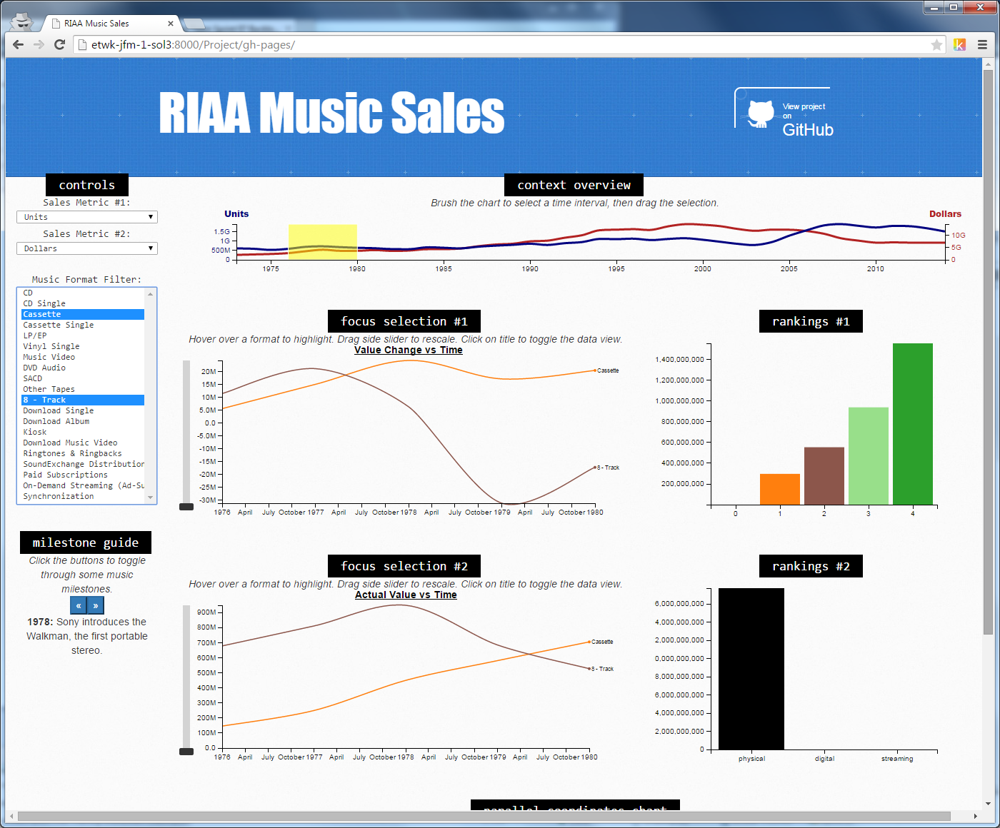 RIAA Music Sales
etwk-jfm-1-sol3:8000/Project/gh-pages/
RIAA Music Sales
View project
on
GitHub
controls
Sales Metric #1:
Units
Sales Metric #2:
Dollars
Music Format Filter:
CD
CD Single
Cassette
Cassette Single
LP/EP
Vinyl Single
Music Video
DVD Audio
SACD
Other Tapes
8 - Track
Download Single
Download Album
Kiosk
Download Music Video
Ringtones & Ringbacks
SoundExchange Distribution
Paid Subscriptions
On-Demand Streaming (Ad-Su
Synchronization
milestone guide
Click the buttons to toggle
through some music
milestones.
« »
1978: Sony introduces the
Walkman, the first portable
stereo.
context overview
Brush the chart to select a time interval, then drag the selection.
Units
Dollars
1.5G
1G
500M
0
10G
5G
0
1975 1980 1985 1990 1995 2000 2005 2010
focus selection #1
Hover over a format to highlight. Drag side slider to rescale. Click on title to toggle the data view.
Value Change vs Time
20M
15M
10M
5.0M
0.0
-5.0M
-10M
-15M
-20M
-25M
-30M
Cassette
8 - Track
1976 April July October 1977 April July October 1978 April July October 1979 April July October 1980
rankings #1
1,400,000,000
1,200,000,000
1,000,000,000
800,000,000
600,000,000
400,000,000
200,000,000
0 1 2 3 4
focus selection #2
Hover over a format to highlight. Drag side slider to rescale. Click on title to toggle the data view.
Actual Value vs Time
900M
800M
700M
600M
500M
400M
300M
200M
100M
0.0
Cassette
8 - Track
1976 April July October 1977 April July October 1978 April July October 1979 April July October 1980
rankings #2
6,000,000,000
4,000,000,000
2,000,000,000
0,000,000,000
8,000,000,000
6,000,000,000
4,000,000,000
2,000,000,000
0
physical digital streaming
parallel coordinates chart